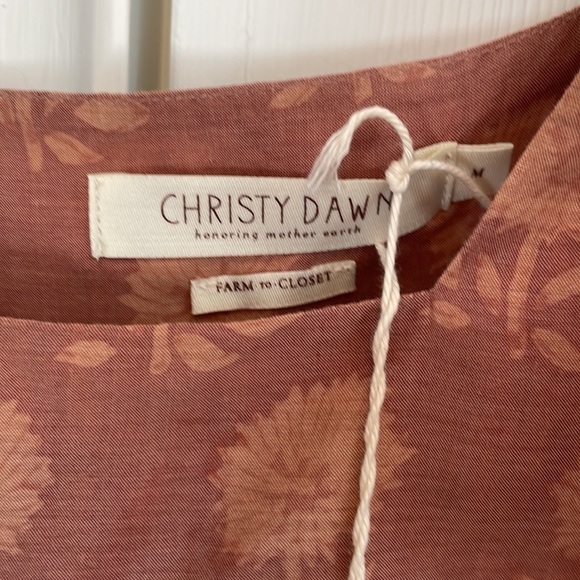 CHRISTY DAWN
honoring mother earth
M
FARM TO·CLOSET